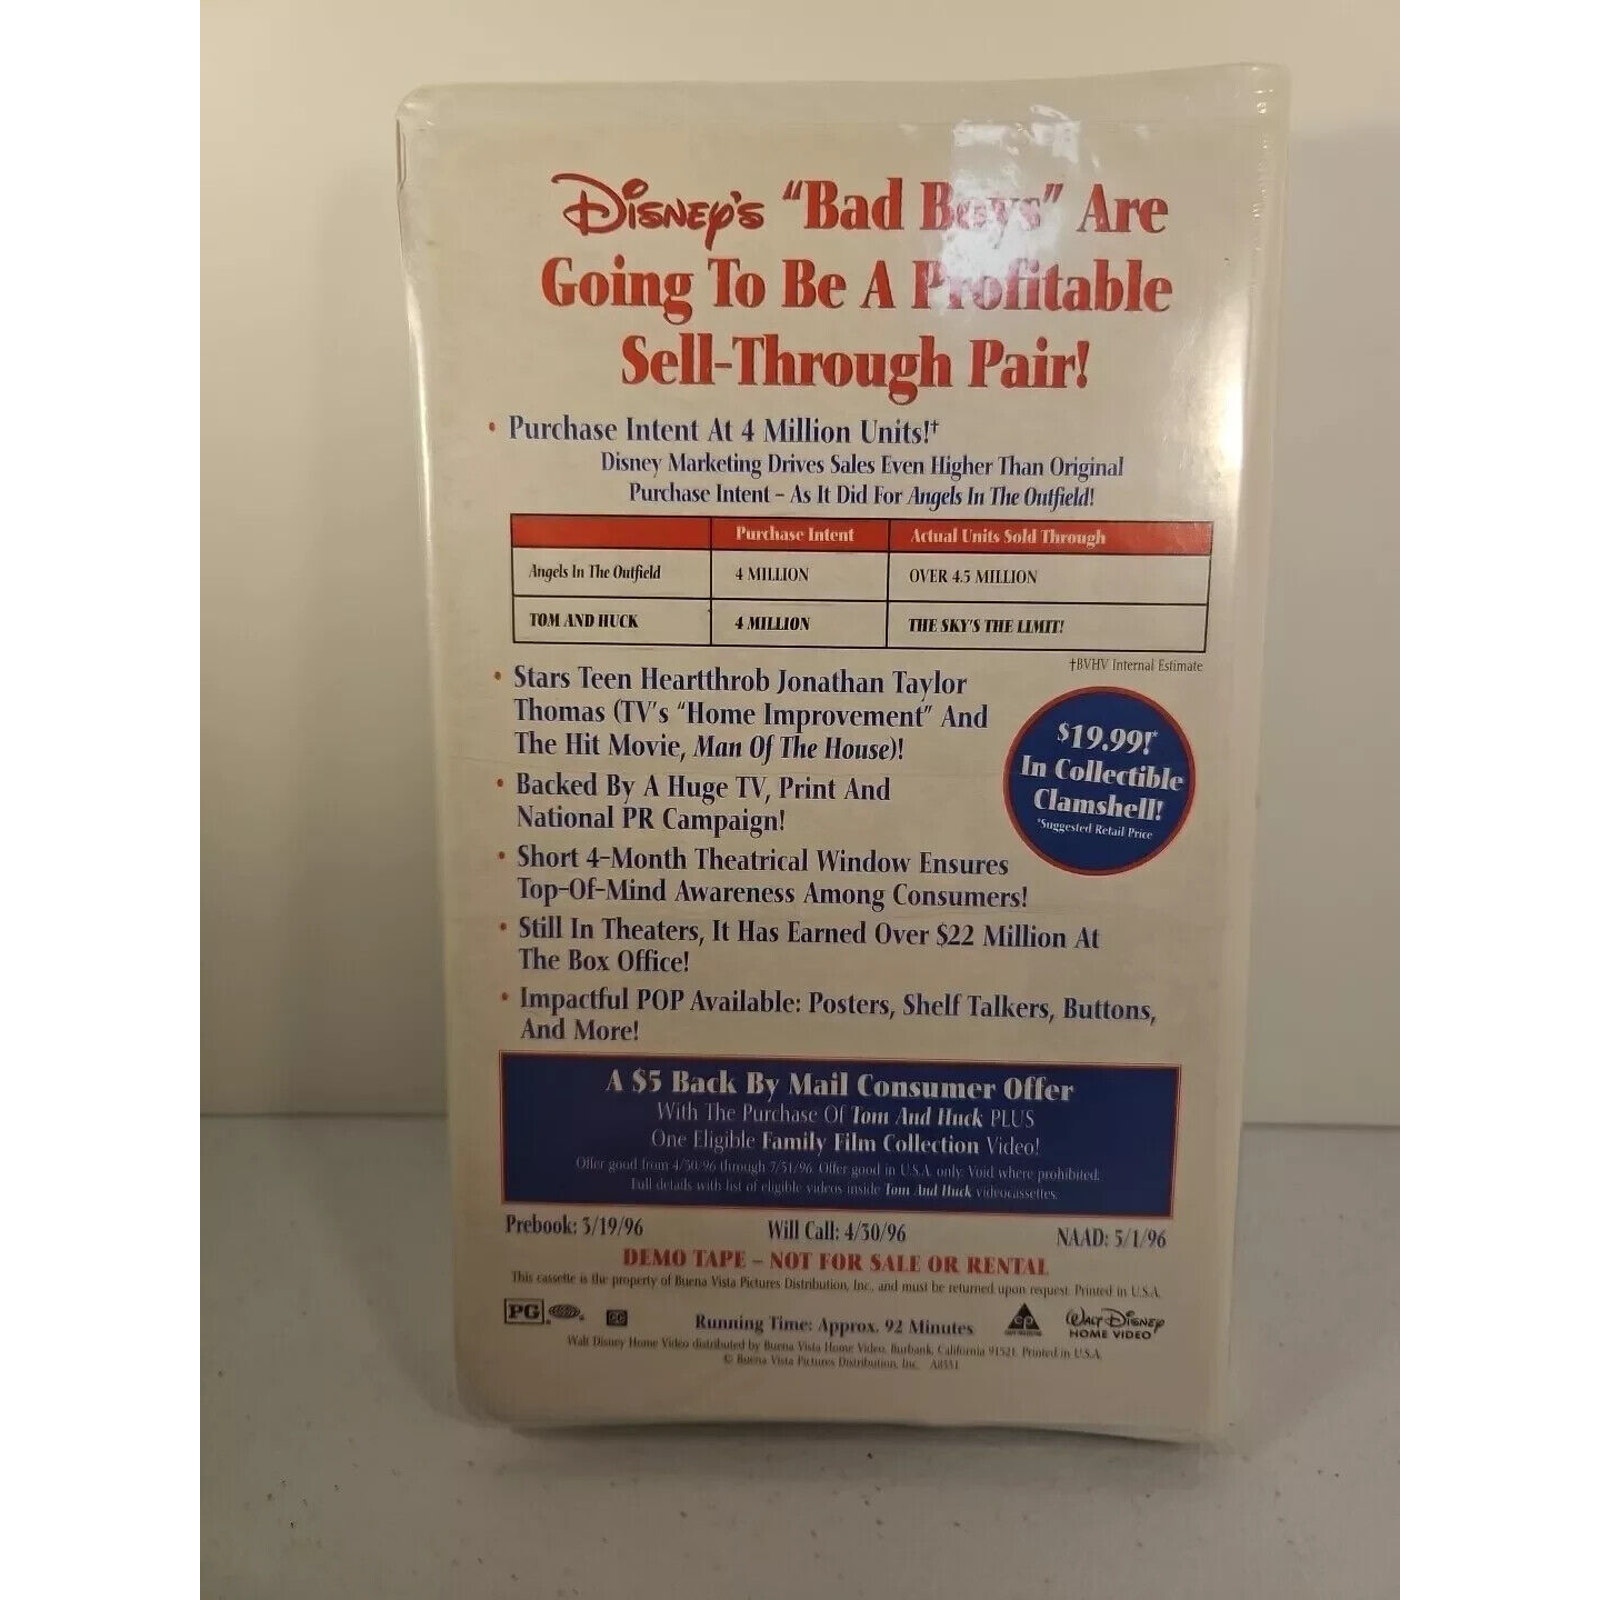 Disney's "Bad Boys" Are
Going To Be A Profitable
Sell-Through Pair!
• Purchase Intent At 4 Million Units!†
Disney Marketing Drives Sales Even Higher Than Original
Purchase Intent – As It Did For Angels In The Outfield!
Purchase Intent Actual Units Sold Through
Angels In The Outfield 4 MILLION OVER 4.5 MILLION
TOM AND HUCK 4 MILLION THE SKY'S THE LIMIT!
†BVHV Internal Estimate
• Stars Teen Heartthrob Jonathan Taylor
Thomas (TV's "Home Improvement" And
The Hit Movie, Man Of The House)!
• Backed By A Huge TV, Print And
National PR Campaign!
$19.99!*
In Collectible
Clamshell!
*Suggested Retail Price
• Short 4-Month Theatrical Window Ensures
Top-Of-Mind Awareness Among Consumers!
• Still In Theaters, It Has Earned Over $22 Million At
The Box Office!
• Impactful POP Available: Posters, Shelf Talkers, Buttons,
And More!
A $5 Back By Mail Consumer Offer
With The Purchase Of Tom And Huck PLUS
One Eligible Family Film Collection Video!
Offer good from 4/30/96 through 7/31/96. Offer good in U.S.A. only. Void where prohibited.
Full details with list of eligible videos inside Tom And Huck videocassettes.
Prebook: 3/19/96 Will Call: 4/30/96 NAAD: 5/1/96
DEMO TAPE – NOT FOR SALE OR RENTAL
This cassette is the property of Buena Vista Pictures Distribution, Inc., and must be returned upon request. Printed in U.S.A.
PG CC Running Time: Approx. 92 Minutes Walt Disney
HOME VIDEO
Walt Disney Home Video distributed by Buena Vista Home Video, Burbank, California 91521. Printed in U.S.A.
© Buena Vista Pictures Distribution, Inc.